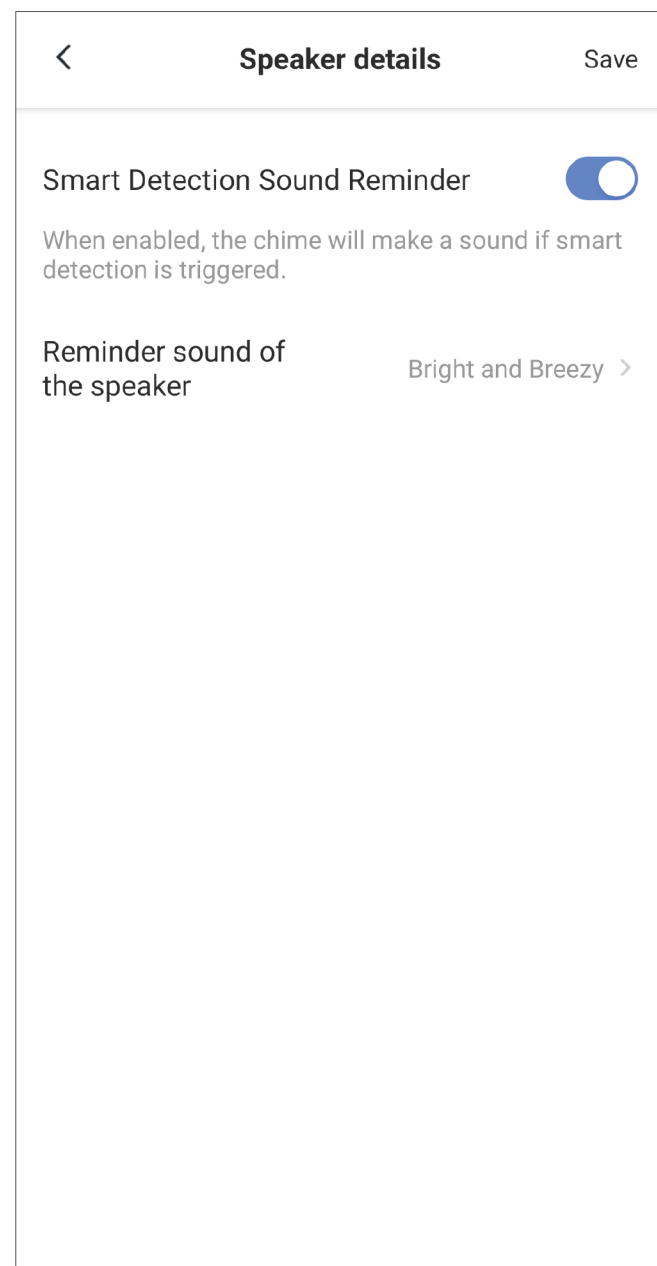 Speaker details Save
Smart Detection Sound Reminder
When enabled, the chime will make a sound if smart
detection is triggered.
Reminder sound of
the speaker
Bright and Breezy